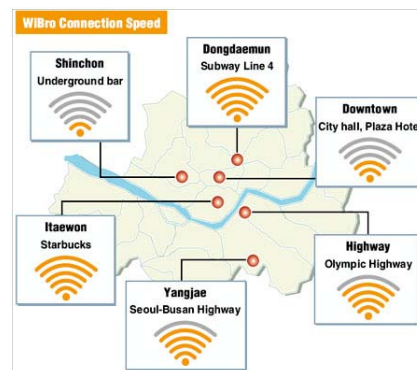 WiBro Connection Speed
Shinchon
Underground bar
Dongdaemun
Subway Line 4
Downtown
City hall, Plaza Hote
Itaewon
Starbucks
Highway
Olympic Highway
Yangjae
Seoul-Busan Highway